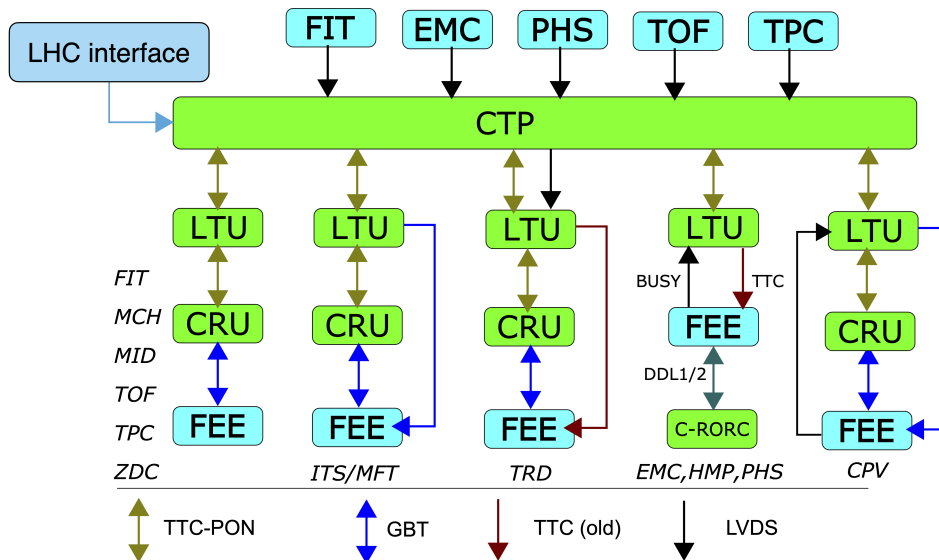 FIT EMC PHS TOF TPC
LHC interface
CTP
LTU LTU LTU LTU LTU
BUSY TTC
FIT
MCH CRU CRU CRU FEE CRU
MID
DDL1/2
TOF
TPC FEE FEE FEE C-RORC FEE
ZDC ITS/MFT TRD EMC,HMP,PHS CPV
TTC-PON GBT TTC (old) LVDS